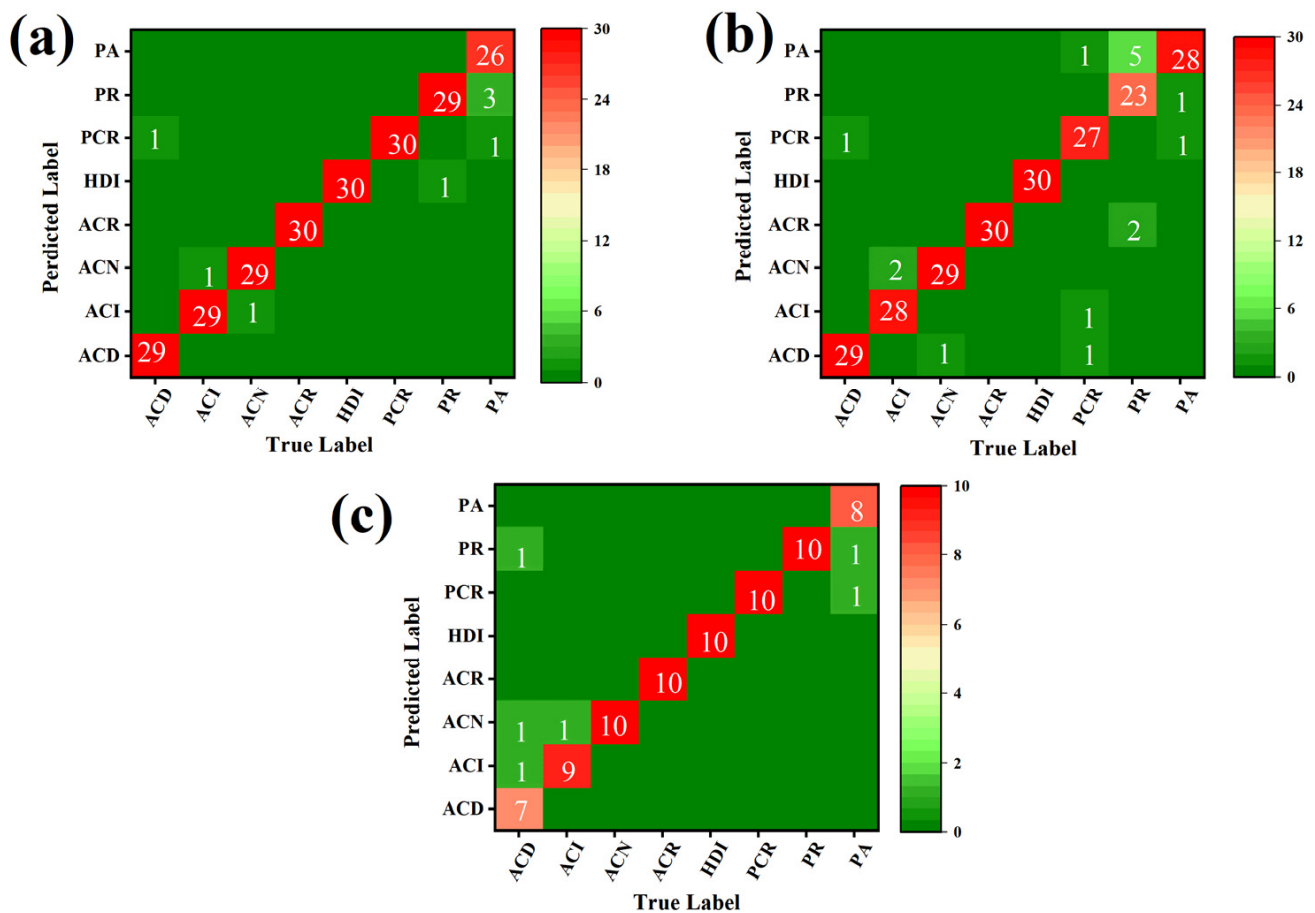 (a)
30
PA 26
24
PR 29 3
PCR 1 30 1
18
HDI 30 1
ACR 30
12
ACN 1 29
6
ACI 29 1
ACD 29
0
Perdicted Label
ACD ACI ACN ACR HDI PCR PR PA
True Label
(b)
30
PA 1 5 28
24
PR 23 1
PCR 1 27 1
18
HDI 30
ACR 30 2
12
ACN 2 29
6
ACI 28 1
ACD 29 1 1
0
Predicted Label
ACD ACI ACN ACR HDI PCR PR PA
True Label
(c)
10
PA 8
8
PR 1 10 1
PCR 10 1
6
HDI 10
ACR 10
4
ACN 1 1 10
2
ACI 1 9
ACD 7
0
Predicted Label
ACD ACI ACN ACR HDI PCR PR PA
True Label